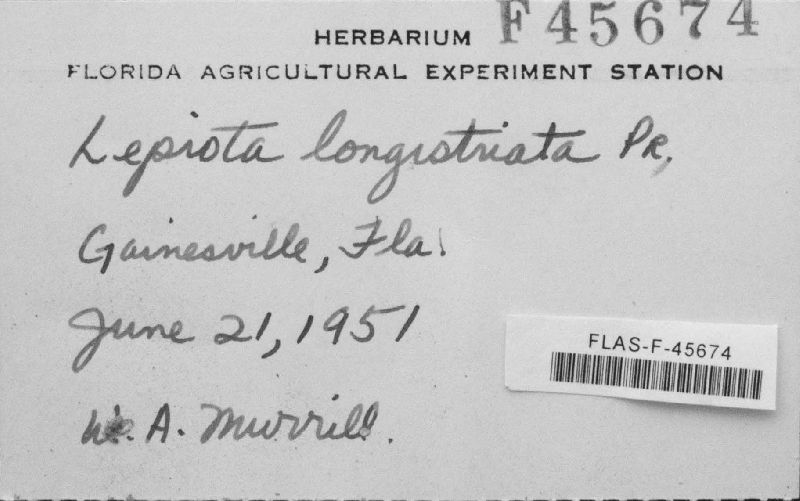 F45674
HERBARIUM
FLORIDA AGRICULTURAL EXPERIMENT STATION
Lepiota longistriata Pk.
Gainesville, Fla.
June 21, 1951
W. A. Murrill.
FLAS-F-45674